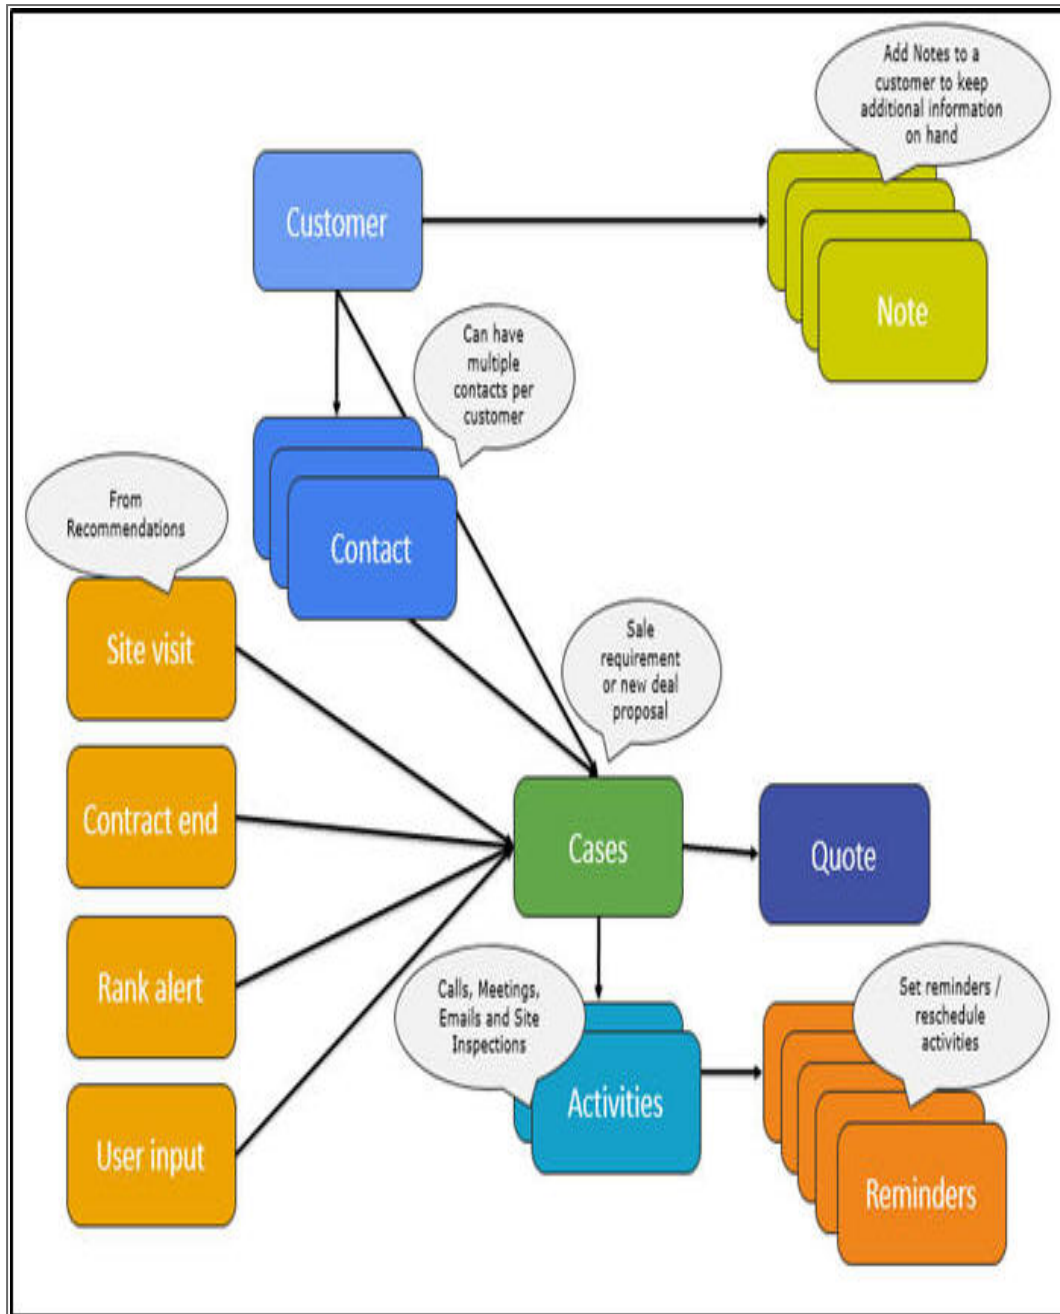 Add Notes to a
customer to keep
additional information
on hand
Customer
Note
Can have
multiple
contacts per
customer
From
Recommendations
Contact
Site visit
Sale
requirement
or new deal
proposal
Contract end
Cases
Quote
Rank alert
Calls, Meetings,
Emails and Site
Inspections
Set reminders /
reschedule
activities
Activities
User input
Reminders